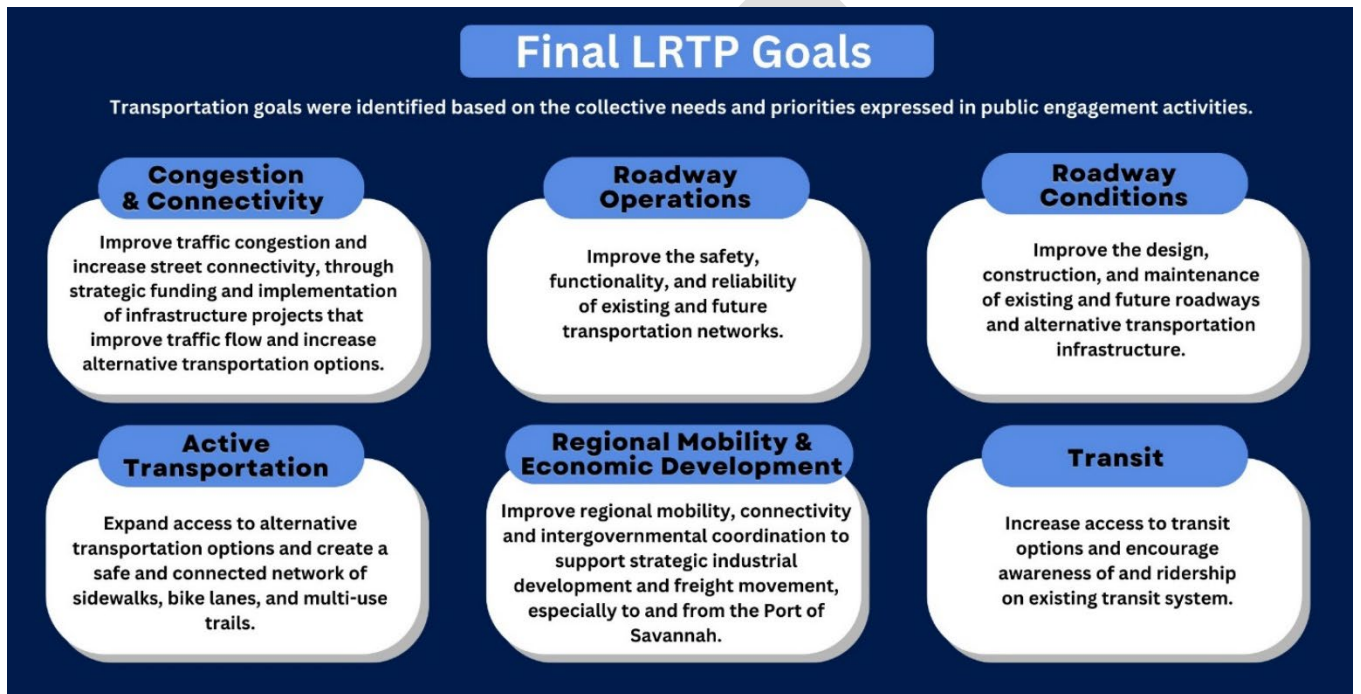 Final LRTP Goals
Transportation goals were identified based on the collective needs and priorities expressed in public engagement activities.
Congestion
& Connectivity
Improve traffic congestion and
increase street connectivity, through
strategic funding and implementation
of infrastructure projects that
improve traffic flow and increase
alternative transportation options.
Roadway
Operations
Improve the safety,
functionality, and reliability
of existing and future
transportation networks.
Roadway
Conditions
Improve the design,
construction, and maintenance
of existing and future roadways
and alternative transportation
infrastructure.
Active
Transportation
Expand access to alternative
transportation options and create a
safe and connected network of
sidewalks, bike lanes, and multi-use
trails.
Regional Mobility &
Economic Development
Improve regional mobility, connectivity
and intergovernmental coordination to
support strategic industrial
development and freight movement,
especially to and from the Port of
Savannah.
Transit
Increase access to transit
options and encourage
awareness of and ridership
on existing transit system.